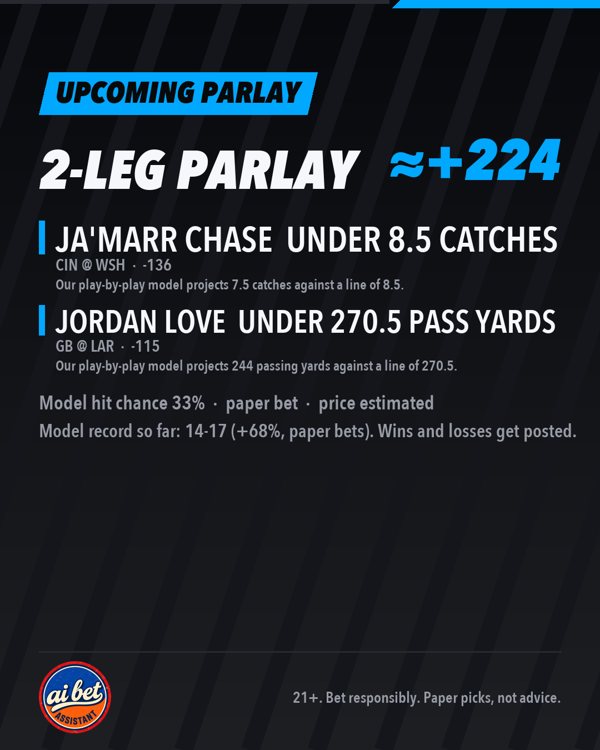 UPCOMING PARLAY
2-LEG PARLAY ≈+224
JA'MARR CHASE UNDER 8.5 CATCHES
CIN @ WSH · -136
Our play-by-play model projects 7.5 catches against a line of 8.5.
JORDAN LOVE UNDER 270.5 PASS YARDS
GB @ LAR · -115
Our play-by-play model projects 244 passing yards against a line of 270.5.
Model hit chance 33% · paper bet · price estimated
Model record so far: 14-17 (+68%, paper bets). Wins and losses get posted.
ai bet
ASSISTANT
21+. Bet responsibly. Paper picks, not advice.